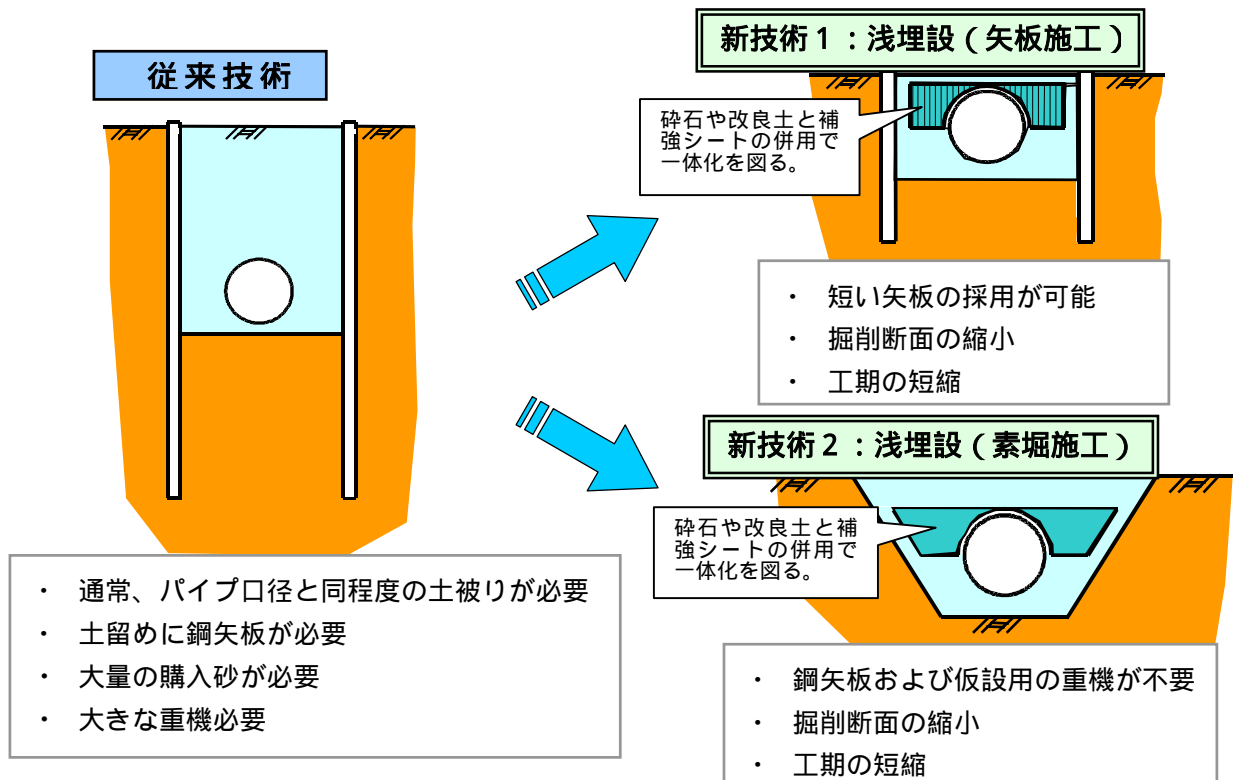 従来技術
・ 通常、パイプ口径と同程度の土被りが必要
・ 土留めに鋼矢板が必要
・ 大量の購入砂が必要
・ 大きな重機必要
新技術１：浅埋設（矢板施工）
砕石や改良土と補
強シートの併用で
一体化を図る。
・ 短い矢板の採用が可能
・ 掘削断面の縮小
・ 工期の短縮
新技術２：浅埋設（素堀施工）
砕石や改良土と補
強シートの併用で
一体化を図る。
・ 鋼矢板および仮設用の重機が不要
・ 掘削断面の縮小
・ 工期の短縮